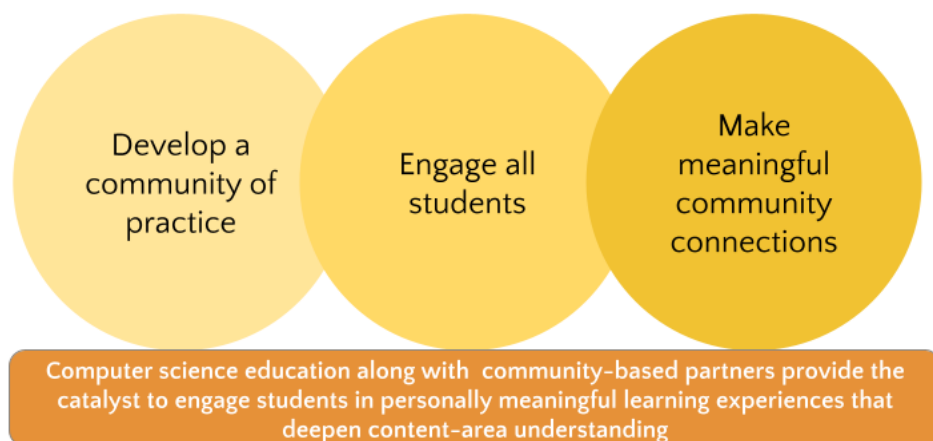 Develop a
community of
practice
Engage all
students
Make
meaningful
community
connections
Computer science education along with community-based partners provide the
catalyst to engage students in personally meaningful learning experiences that
deepen content-area understanding